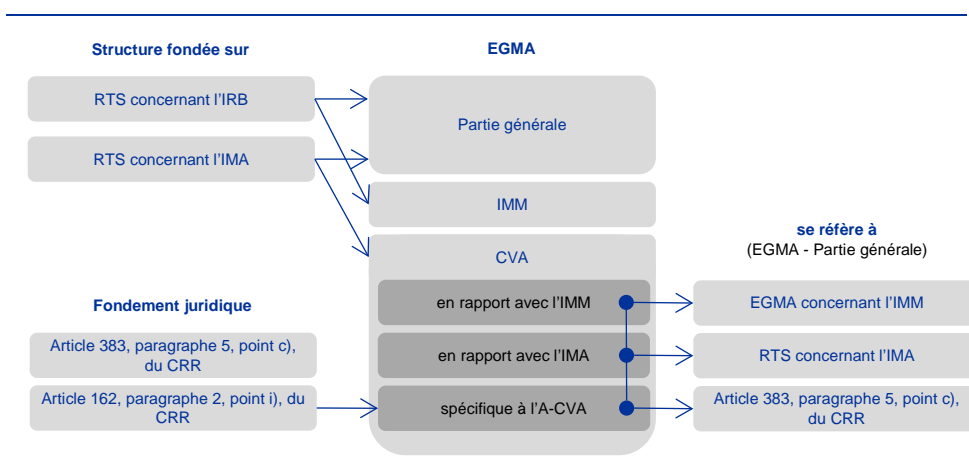 Structure fondée sur
EGMA
RTS concernant l'IRB
RTS concernant l'IMA
Partie générale
IMM
CVA
en rapport avec l'IMM
en rapport avec l'IMA
spécifique à l'A-CVA
Fondement juridique
Article 383, paragraphe 5, point c),
du CRR
Article 162, paragraphe 2, point i), du
CRR
se réfère à
(EGMA - Partie générale)
EGMA concernant l'IMM
RTS concernant l'IMA
Article 383, paragraphe 5, point c),
du CRR